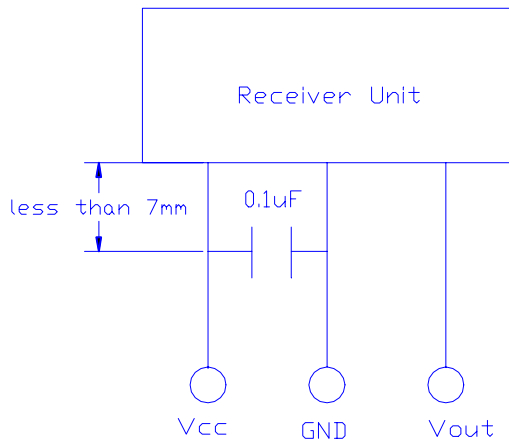 Receiver Unit
less than 7mm
0.1uF
Vcc
GND
Vout